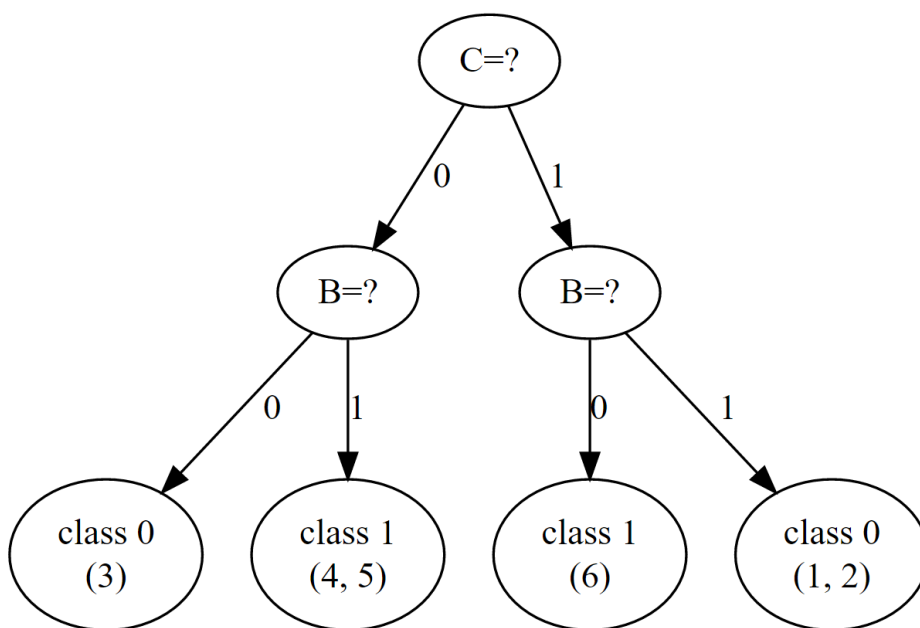 C=?
0
1
B=?
B=?
0
1
0
1
class 0
(3)
class 1
(4, 5)
class 1
(6)
class 0
(1, 2)